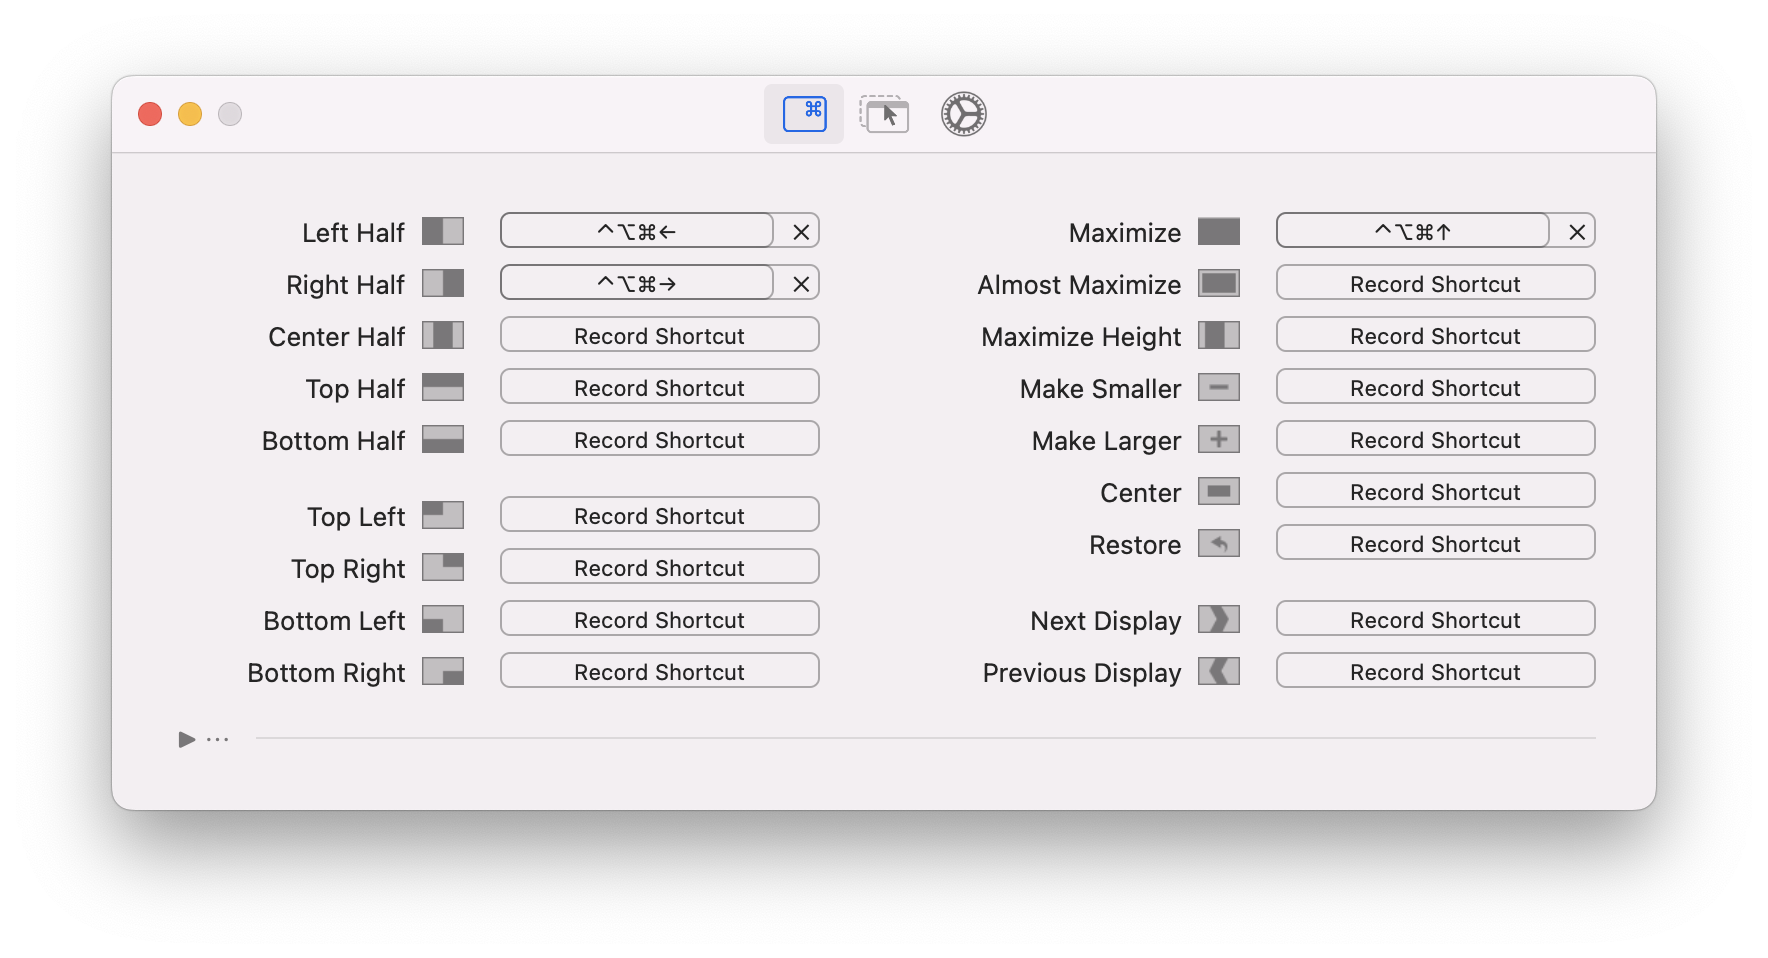 Left Half ^⌥⌘←
Right Half ^⌥⌘→
Center Half Record Shortcut
Top Half Record Shortcut
Bottom Half Record Shortcut
Top Left Record Shortcut
Top Right Record Shortcut
Bottom Left Record Shortcut
Bottom Right Record Shortcut
Maximize ^⌥⌘↑
Almost Maximize Record Shortcut
Maximize Height Record Shortcut
Make Smaller Record Shortcut
Make Larger Record Shortcut
Center Record Shortcut
Restore Record Shortcut
Next Display Record Shortcut
Previous Display Record Shortcut
...